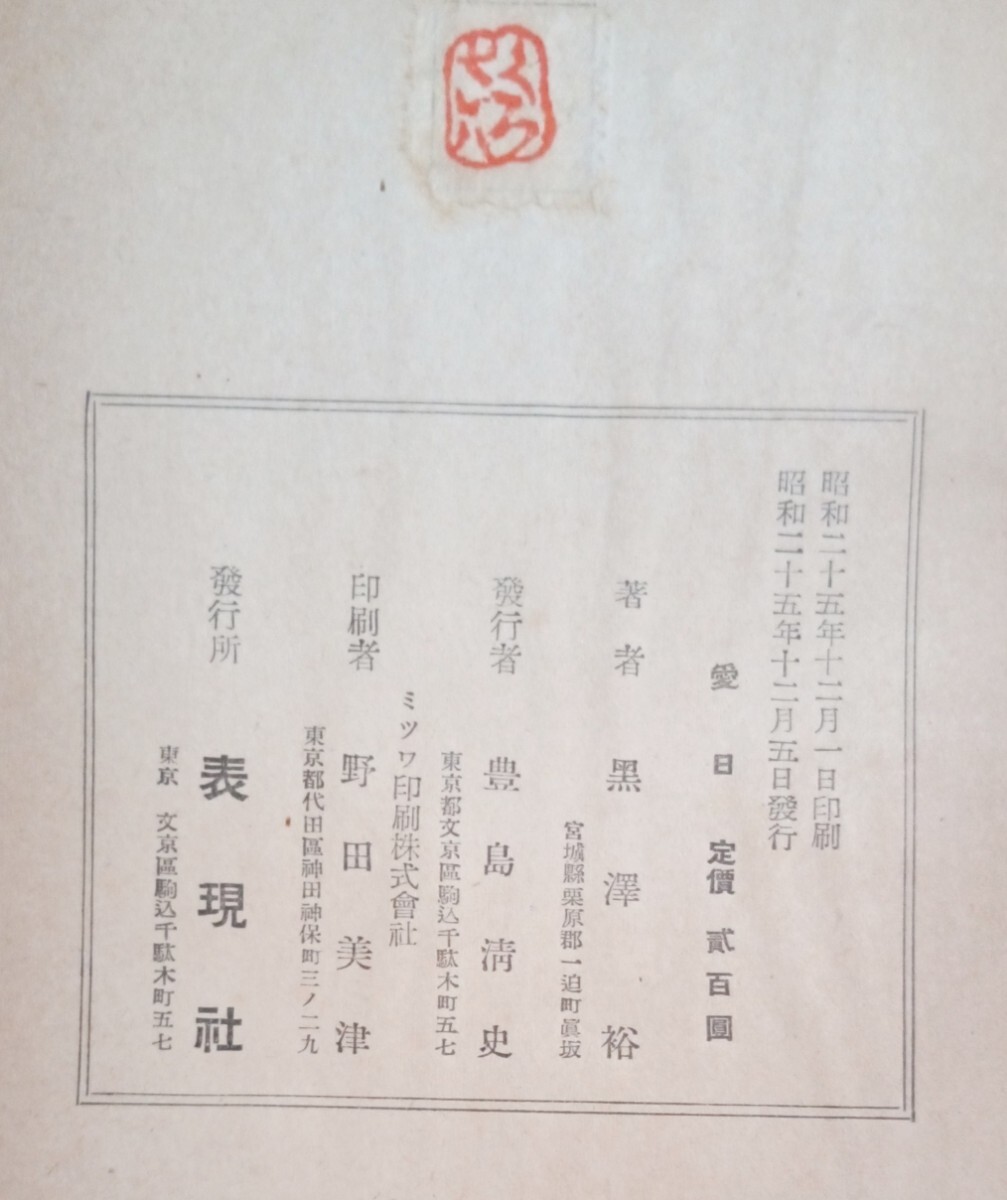 昭和二十五年十二月一日印刷
昭和二十五年十二月五日發行
愛日 定價 貳百圓
著者 黑澤裕
宮城縣栗原郡一迫町眞坂
發行者 豊島淸史
東京都文京區駒込千駄木町五七
ミツワ印刷株式會社
印刷者 野田美津
東京都代田區神田神保町三ノ二九
發行所 表現社
東京 文京區駒込千駄木町五七